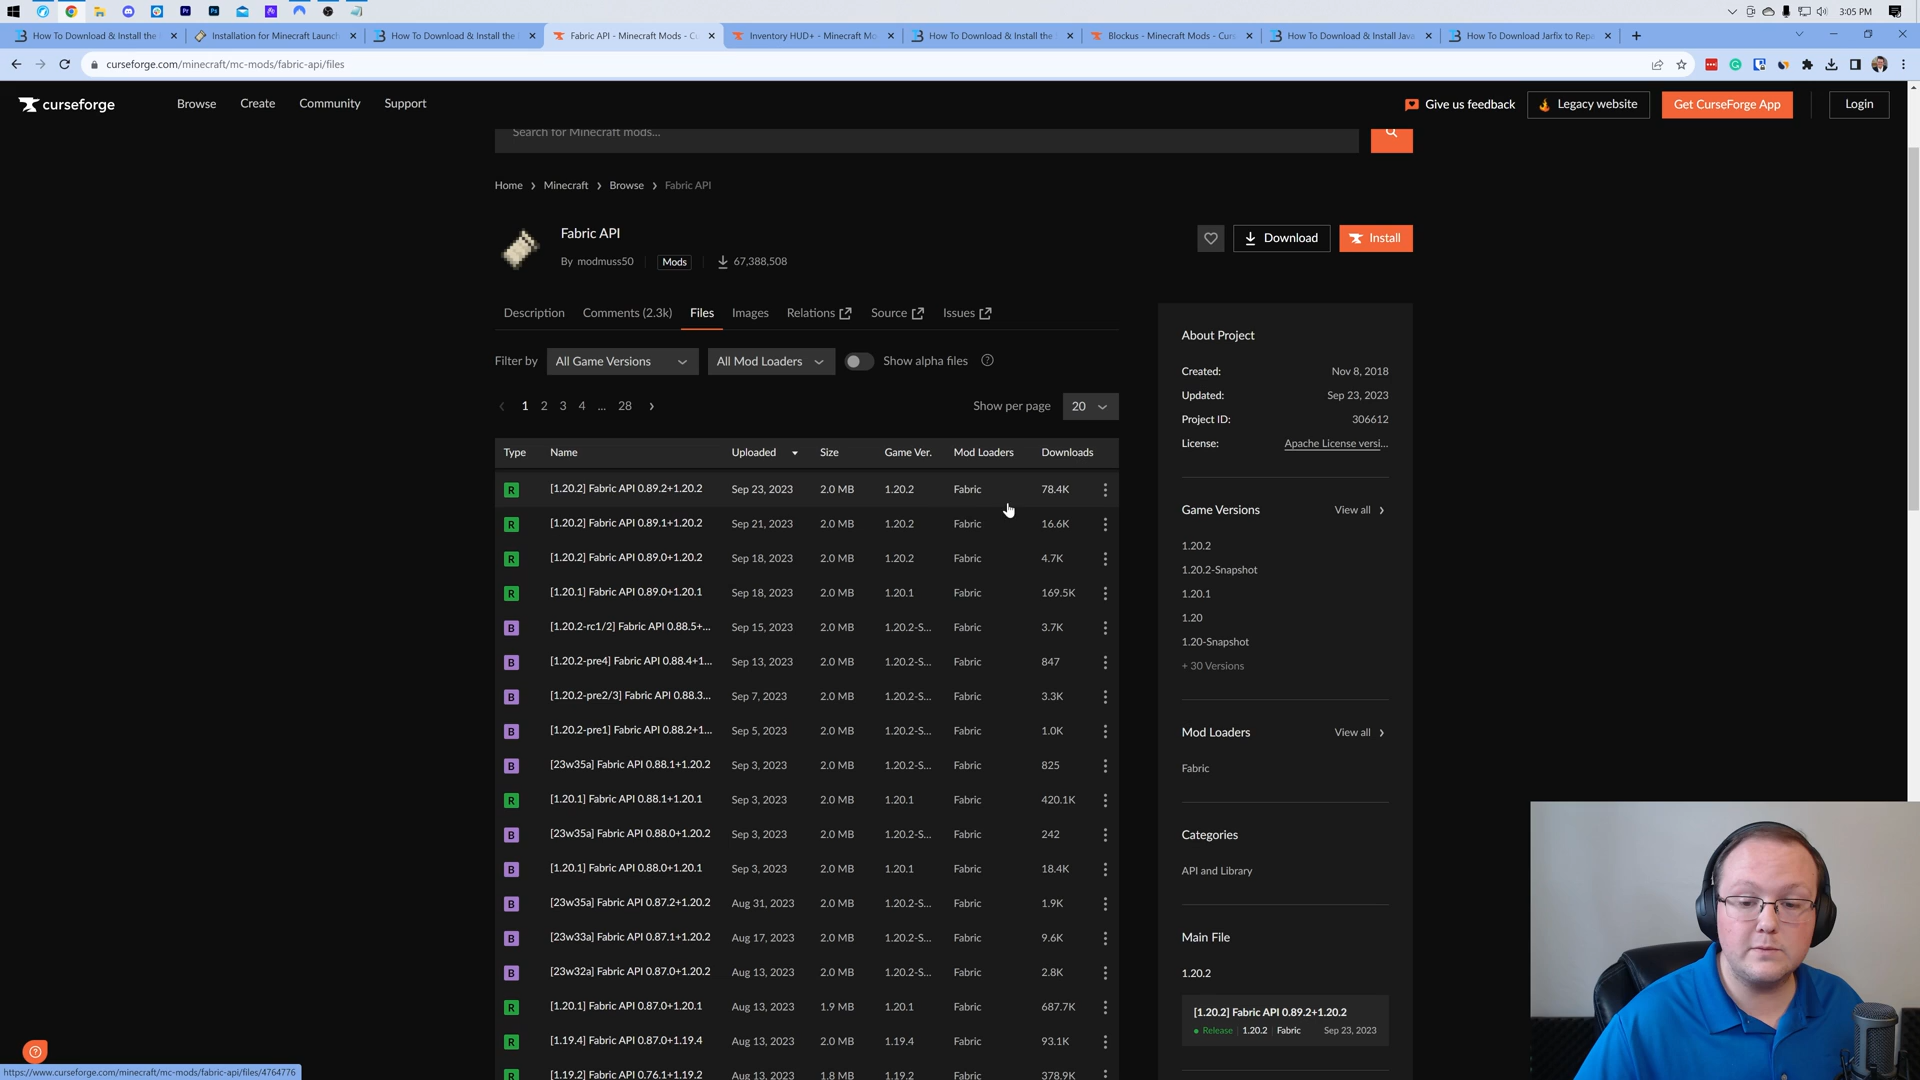 3:05 PM
How To Download & Install the
Installation for Minecraft Launch
How To Download & Install the
Fabric API - Minecraft Mods - Cu
Inventory HUD+ - Minecraft Mo
How To Download & Install the
Blockus - Minecraft Mods - Curs
How To Download & Install Java
How To Download Jarfix to Repa
curseforge.com/minecraft/mc-mods/fabric-api/files
curseforge
Browse
Create
Community
Support
Give us feedback
Legacy website
Get CurseForge App
Login
Search for Minecraft mods...
Home > Minecraft > Browse > Fabric API
Fabric API
By modmuss50
Mods
67,388,508
Download
Install
Description
Comments (2.3k)
Files
Images
Relations
Source
Issues
Filter by
All Game Versions
All Mod Loaders
Show alpha files
1 2 3 4 ... 28
Show per page
20
Type Name Uploaded Size Game Ver. Mod Loaders Downloads
R [1.20.2] Fabric API 0.89.2+1.20.2 Sep 23, 2023 2.0 MB 1.20.2 Fabric 78.4K
R [1.20.2] Fabric API 0.89.1+1.20.2 Sep 21, 2023 2.0 MB 1.20.2 Fabric 16.6K
R [1.20.2] Fabric API 0.89.0+1.20.2 Sep 18, 2023 2.0 MB 1.20.2 Fabric 4.7K
R [1.20.1] Fabric API 0.89.0+1.20.1 Sep 18, 2023 2.0 MB 1.20.1 Fabric 169.5K
B [1.20.2-rc1/2] Fabric API 0.88.5+... Sep 15, 2023 2.0 MB 1.20.2-S... Fabric 3.7K
B [1.20.2-pre4] Fabric API 0.88.4+1... Sep 13, 2023 2.0 MB 1.20.2-S... Fabric 847
B [1.20.2-pre2/3] Fabric API 0.88.3... Sep 7, 2023 2.0 MB 1.20.2-S... Fabric 3.3K
B [1.20.2-pre1] Fabric API 0.88.2+1... Sep 5, 2023 2.0 MB 1.20.2-S... Fabric 1.0K
B [23w35a] Fabric API 0.88.1+1.20.2 Sep 3, 2023 2.0 MB 1.20.2-S... Fabric 825
R [1.20.1] Fabric API 0.88.1+1.20.1 Sep 3, 2023 2.0 MB 1.20.1 Fabric 420.1K
B [23w35a] Fabric API 0.88.0+1.20.2 Sep 3, 2023 2.0 MB 1.20.2-S... Fabric 242
R [1.20.1] Fabric API 0.88.0+1.20.1 Sep 3, 2023 2.0 MB 1.20.1 Fabric 18.4K
B [23w35a] Fabric API 0.87.2+1.20.2 Aug 31, 2023 2.0 MB 1.20.2-S... Fabric 1.9K
B [23w33a] Fabric API 0.87.1+1.20.2 Aug 17, 2023 2.0 MB 1.20.2-S... Fabric 9.6K
B [23w32a] Fabric API 0.87.0+1.20.2 Aug 13, 2023 2.0 MB 1.20.2-S... Fabric 2.8K
R [1.20.1] Fabric API 0.87.0+1.20.1 Aug 13, 2023 1.9 MB 1.20.1 Fabric 687.7K
R [1.19.4] Fabric API 0.87.0+1.19.4 Aug 13, 2023 2.0 MB 1.19.4 Fabric 93.1K
R [1.19.2] Fabric API 0.76.1+1.19.2 Aug 13, 2023 1.8 MB 1.19.2 Fabric 378.9K
About Project
Created: Nov 8, 2018
Updated: Sep 23, 2023
Project ID: 306612
License: Apache License versi...
Game Versions View all
1.20.2
1.20.2-Snapshot
1.20.1
1.20
1.20-Snapshot
+ 30 Versions
Mod Loaders View all
Fabric
Categories
API and Library
Main File
1.20.2
[1.20.2] Fabric API 0.89.2+1.20.2
Release 1.20.2 Fabric Sep 23, 2023
https://www.curseforge.com/minecraft/mc-mods/fabric-api/files/4764776